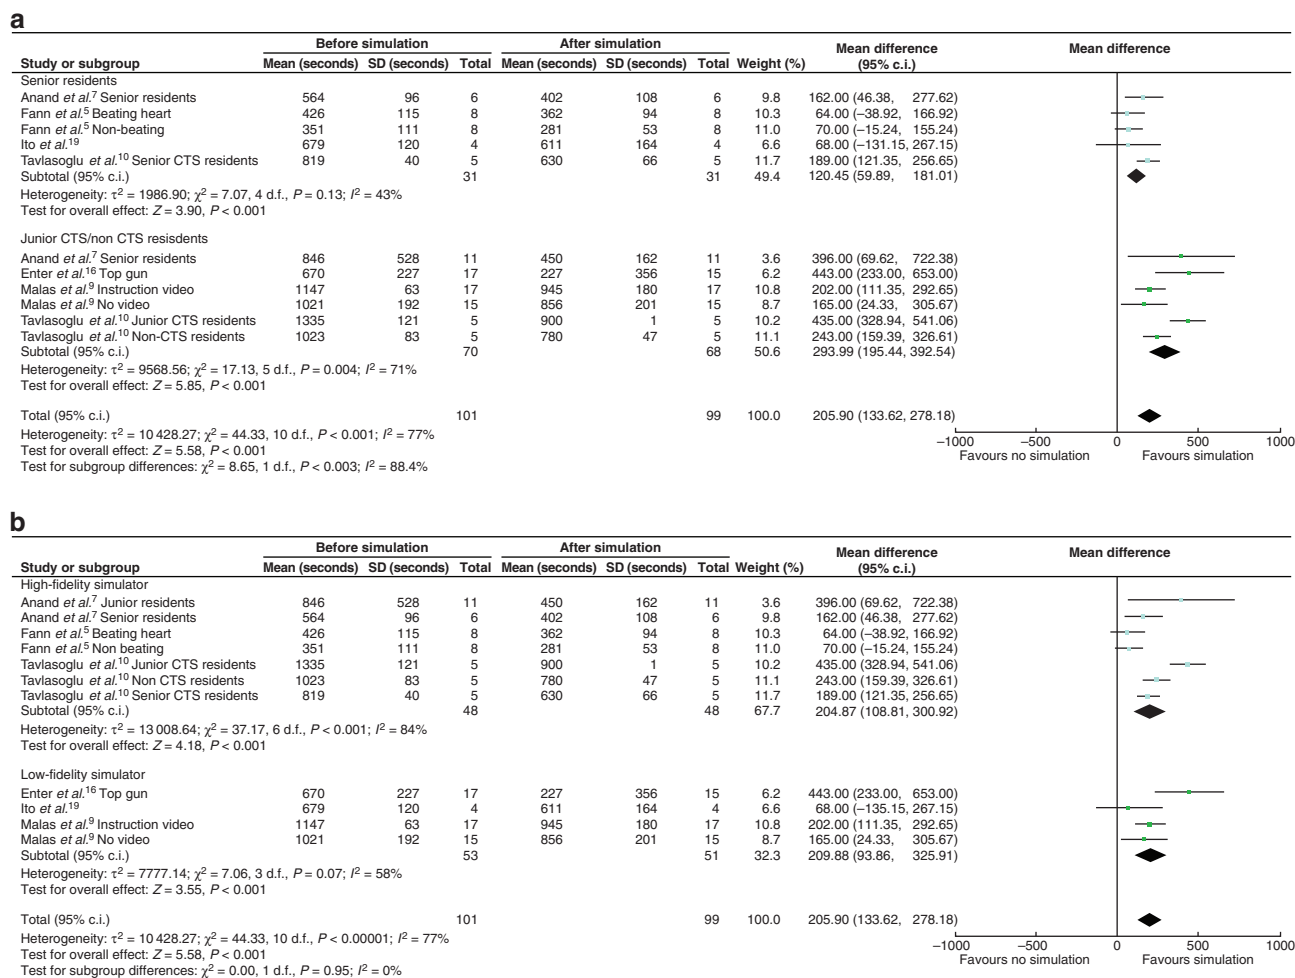 a
Before simulation After simulation Mean difference Mean difference
Study or subgroup Mean (seconds) SD (seconds) Total Mean (seconds) SD (seconds) Total Weight (%) (95% c.i.)
Senior residents
Anand et al.⁷ Senior residents 564 96 6 402 108 6 9.8 162.00 (46.38, 277.62)
Fann et al.⁵ Beating heart 426 115 8 362 94 8 10.3 64.00 (−38.92, 166.92)
Fann et al.⁵ Non-beating 351 111 8 281 53 8 11.0 70.00 (−15.24, 155.24)
Ito et al.¹⁹ 679 120 4 611 164 4 6.6 68.00 (−131.15, 267.15)
Tavlasoglu et al.¹⁰ Senior CTS residents 819 40 5 630 66 5 11.7 189.00 (121.35, 256.65)
Subtotal (95% c.i.) 31 31 49.4 120.45 (59.89, 181.01)
Heterogeneity: τ² = 1986.90; χ² = 7.07, 4 d.f., P = 0.13; I² = 43%
Test for overall effect: Z = 3.90, P < 0.001
Junior CTS/non CTS resisdents
Anand et al.⁷ Senior residents 846 528 11 450 162 11 3.6 396.00 (69.62, 722.38)
Enter et al.¹⁶ Top gun 670 227 17 227 356 15 6.2 443.00 (233.00, 653.00)
Malas et al.⁹ Instruction video 1147 63 17 945 180 17 10.8 202.00 (111.35, 292.65)
Malas et al.⁹ No video 1021 192 15 856 201 15 8.7 165.00 (24.33, 305.67)
Tavlasoglu et al.¹⁰ Junior CTS residents 1335 121 5 900 1 5 10.2 435.00 (328.94, 541.06)
Tavlasoglu et al.¹⁰ Non-CTS residents 1023 83 5 780 47 5 11.1 243.00 (159.39, 326.61)
Subtotal (95% c.i.) 70 68 50.6 293.99 (195.44, 392.54)
Heterogeneity: τ² = 9568.56; χ² = 17.13, 5 d.f., P = 0.004; I² = 71%
Test for overall effect: Z = 5.85, P < 0.001
Total (95% c.i.) 101 99 100.0 205.90 (133.62, 278.18)
Heterogeneity: τ² = 10 428.27; χ² = 44.33, 10 d.f., P < 0.001; I² = 77%
Test for overall effect: Z = 5.58, P < 0.001
Test for subgroup differences: χ² = 8.65, 1 d.f., P < 0.003; I² = 88.4%
−1000 −500 0 500 1000
Favours no simulation Favours simulation
b
Before simulation After simulation Mean difference Mean difference
Study or subgroup Mean (seconds) SD (seconds) Total Mean (seconds) SD (seconds) Total Weight (%) (95% c.i.)
High-fidelity simulator
Anand et al.⁷ Junior residents 846 528 11 450 162 11 3.6 396.00 (69.62, 722.38)
Anand et al.⁷ Senior residents 564 96 6 402 108 6 9.8 162.00 (46.38, 277.62)
Fann et al.⁵ Beating heart 426 115 8 362 94 8 10.3 64.00 (−38.92, 166.92)
Fann et al.⁵ Non beating 351 111 8 281 53 8 11.0 70.00 (−15.24, 155.24)
Tavlasoglu et al.¹⁰ Junior CTS residents 1335 121 5 900 1 5 10.2 435.00 (328.94, 541.06)
Tavlasoglu et al.¹⁰ Non CTS residents 1023 83 5 780 47 5 11.1 243.00 (159.39, 326.61)
Tavlasoglu et al.¹⁰ Senior CTS residents 819 40 5 630 66 5 11.7 189.00 (121.35, 256.65)
Subtotal (95% c.i.) 48 48 67.7 204.87 (108.81, 300.92)
Heterogeneity: τ² = 13 008.64; χ² = 37.17, 6 d.f., P < 0.001; I² = 84%
Test for overall effect: Z = 4.18, P < 0.001
Low-fidelity simulator
Enter et al.¹⁶ Top gun 670 227 17 227 356 15 6.2 443.00 (233.00, 653.00)
Ito et al.¹⁹ 679 120 4 611 164 4 6.6 68.00 (−135.15, 267.15)
Malas et al.⁹ Instruction video 1147 63 17 945 180 17 10.8 202.00 (111.35, 292.65)
Malas et al.⁹ No video 1021 192 15 856 201 15 8.7 165.00 (24.33, 305.67)
Subtotal (95% c.i.) 53 51 32.3 209.88 (93.86, 325.91)
Heterogeneity: τ² = 7777.14; χ² = 7.06, 3 d.f., P = 0.07; I² = 58%
Test for overall effect: Z = 3.55, P < 0.001
Total (95% c.i.) 101 99 100.0 205.90 (133.62, 278.18)
Heterogeneity: τ² = 10 428.27; χ² = 44.33, 10 d.f., P < 0.00001; I² = 77%
Test for overall effect: Z = 5.58, P < 0.001
Test for subgroup differences: χ² = 0.00, 1 d.f., P = 0.95; I² = 0%
−1000 −500 0 500 1000
Favours no simulation Favours simulation